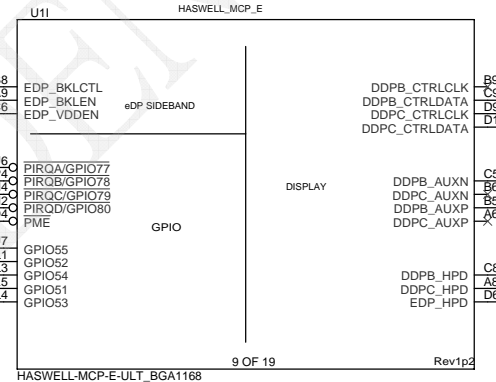 U1I
HASWELL_MCP_E
EDP_BKLCTL
EDP_BKLEN
EDP_VDDEN
eDP SIDEBAND
DDPB_CTRLCLK
DDPB_CTRLDATA
DDPC_CTRLCLK
DDPC_CTRLDATA
PIRQA/GPIO77
PIRQB/GPIO78
PIRQC/GPIO79
PIRQD/GPIO80
PME
GPIO
DISPLAY
DDPB_AUXN
DDPC_AUXN
DDPB_AUXP
DDPC_AUXP
GPIO55
GPIO52
GPIO54
GPIO51
GPIO53
DDPB_HPD
DDPC_HPD
EDP_HPD
9 OF 19
Rev1p2
HASWELL-MCP-E-ULT_BGA1168